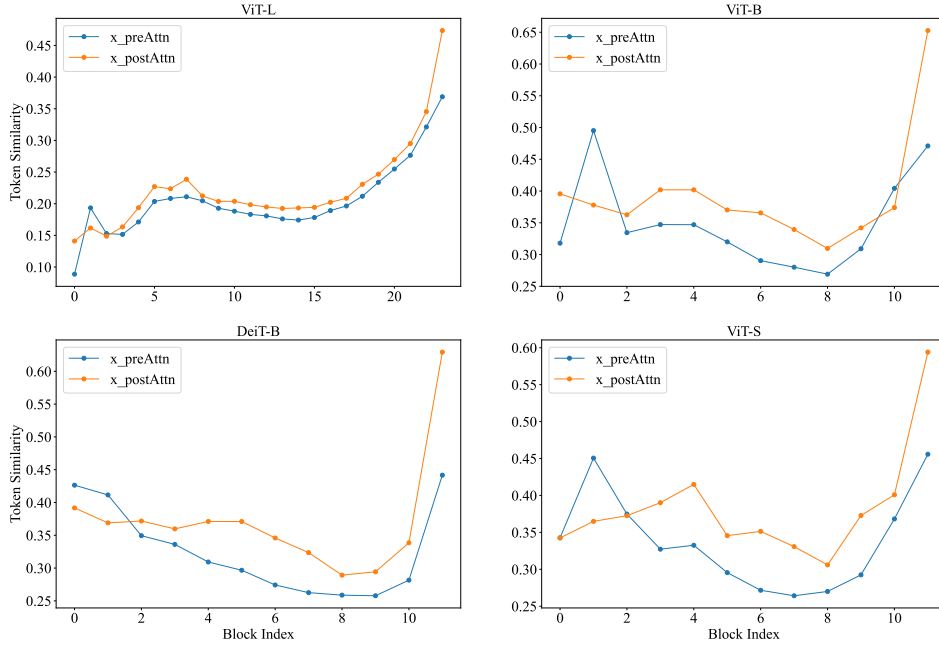 ViT-L
x_preAttn
x_postAttn
Token Similarity
0.45
0.40
0.35
0.30
0.25
0.20
0.15
0.10
0 5 10 15 20
ViT-B
x_preAttn
x_postAttn
0.65
0.60
0.55
0.50
0.45
0.40
0.35
0.30
0.25
0 2 4 6 8 10
DeiT-B
x_preAttn
x_postAttn
Token Similarity
0.60
0.55
0.50
0.45
0.40
0.35
0.30
0.25
0 2 4 6 8 10
Block Index
ViT-S
x_preAttn
x_postAttn
0.60
0.55
0.50
0.45
0.40
0.35
0.30
0.25
0 2 4 6 8 10
Block Index